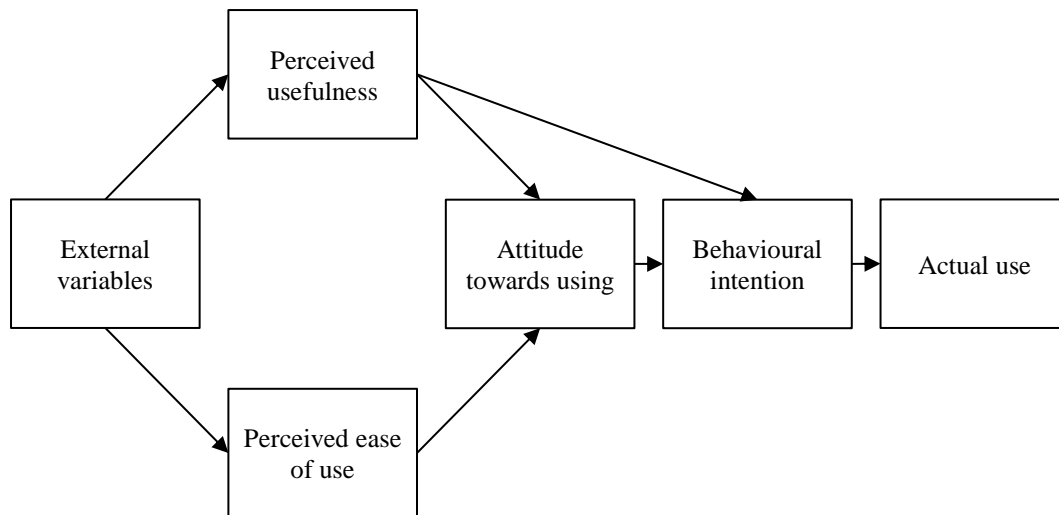 Perceived
usefulness
External
variables
Attitude
towards using
Behavioural
intention
Actual use
Perceived ease
of use